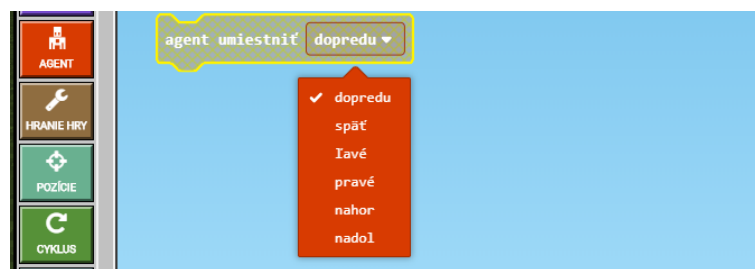 AGENT
HRANIE HRY
POZÍCIE
CYKLUS
agent umiestniť dopredu
dopredu
späť
ľavé
pravé
nahor
nadol